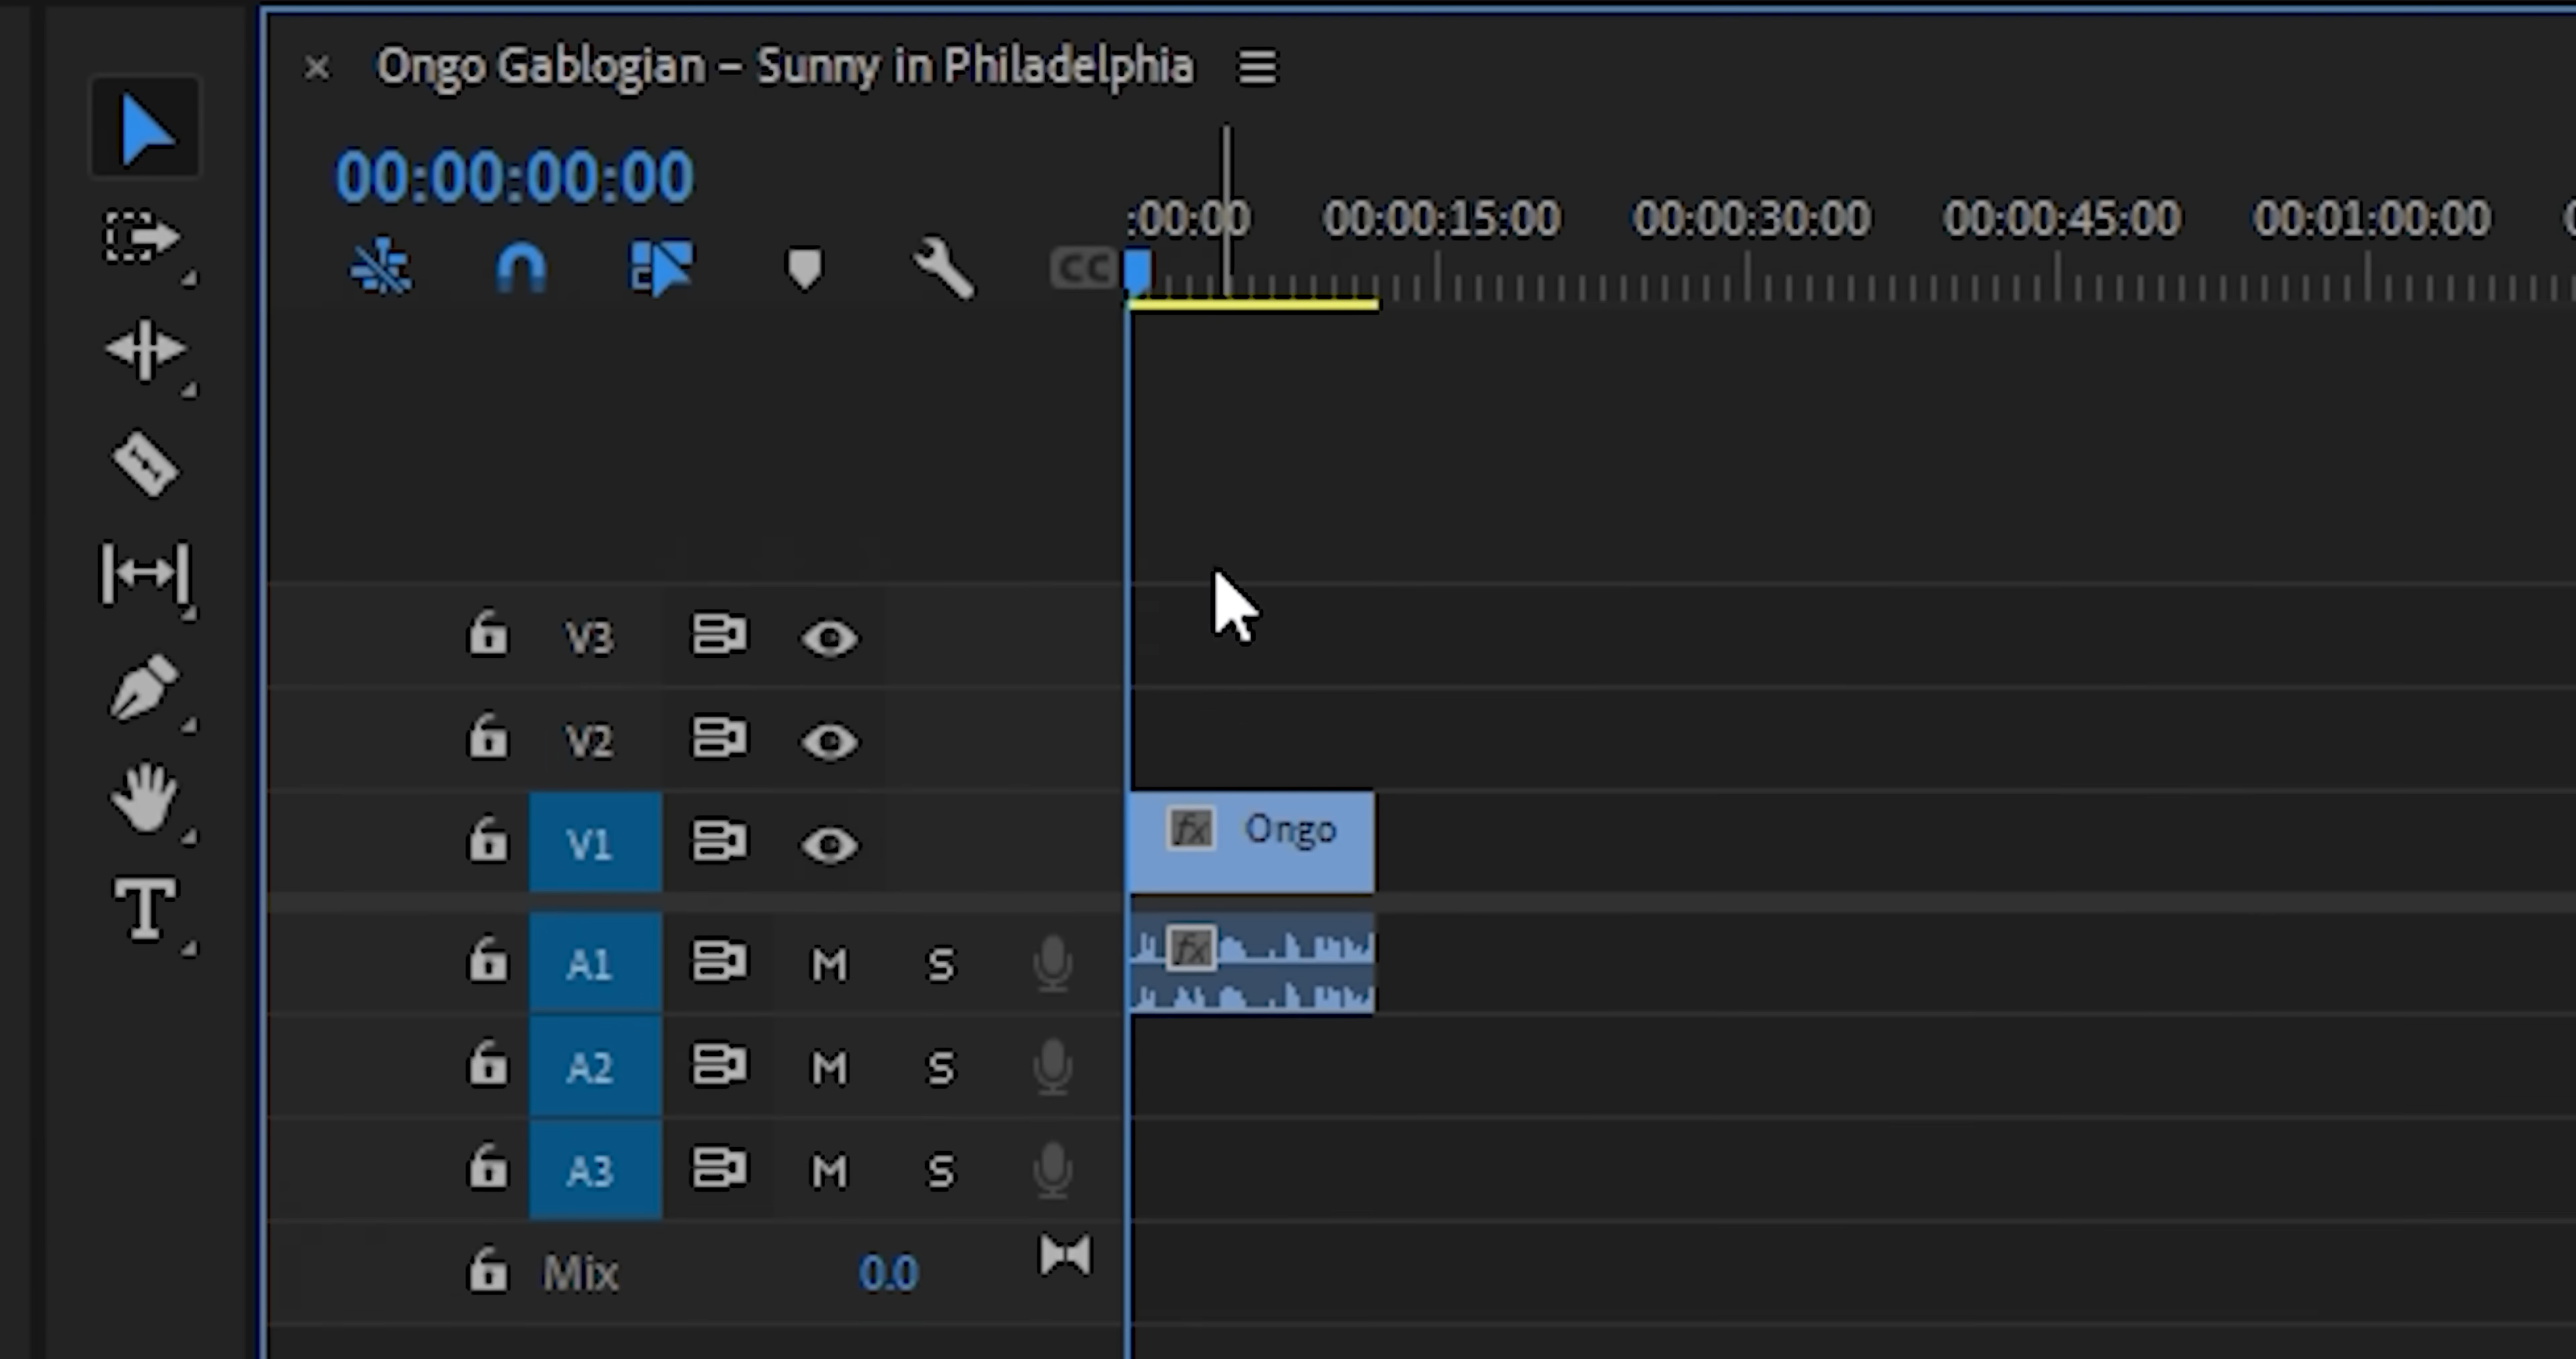 × Ongo Gablogian – Sunny in Philadelphia
00:00:00:00
:00:00 00:00:15:00 00:00:30:00 00:00:45:00 00:01:00:00
CC
V3
V2
V1 fx Ongo
A1 M S fx
A2 M S
A3 M S
Mix 0.0